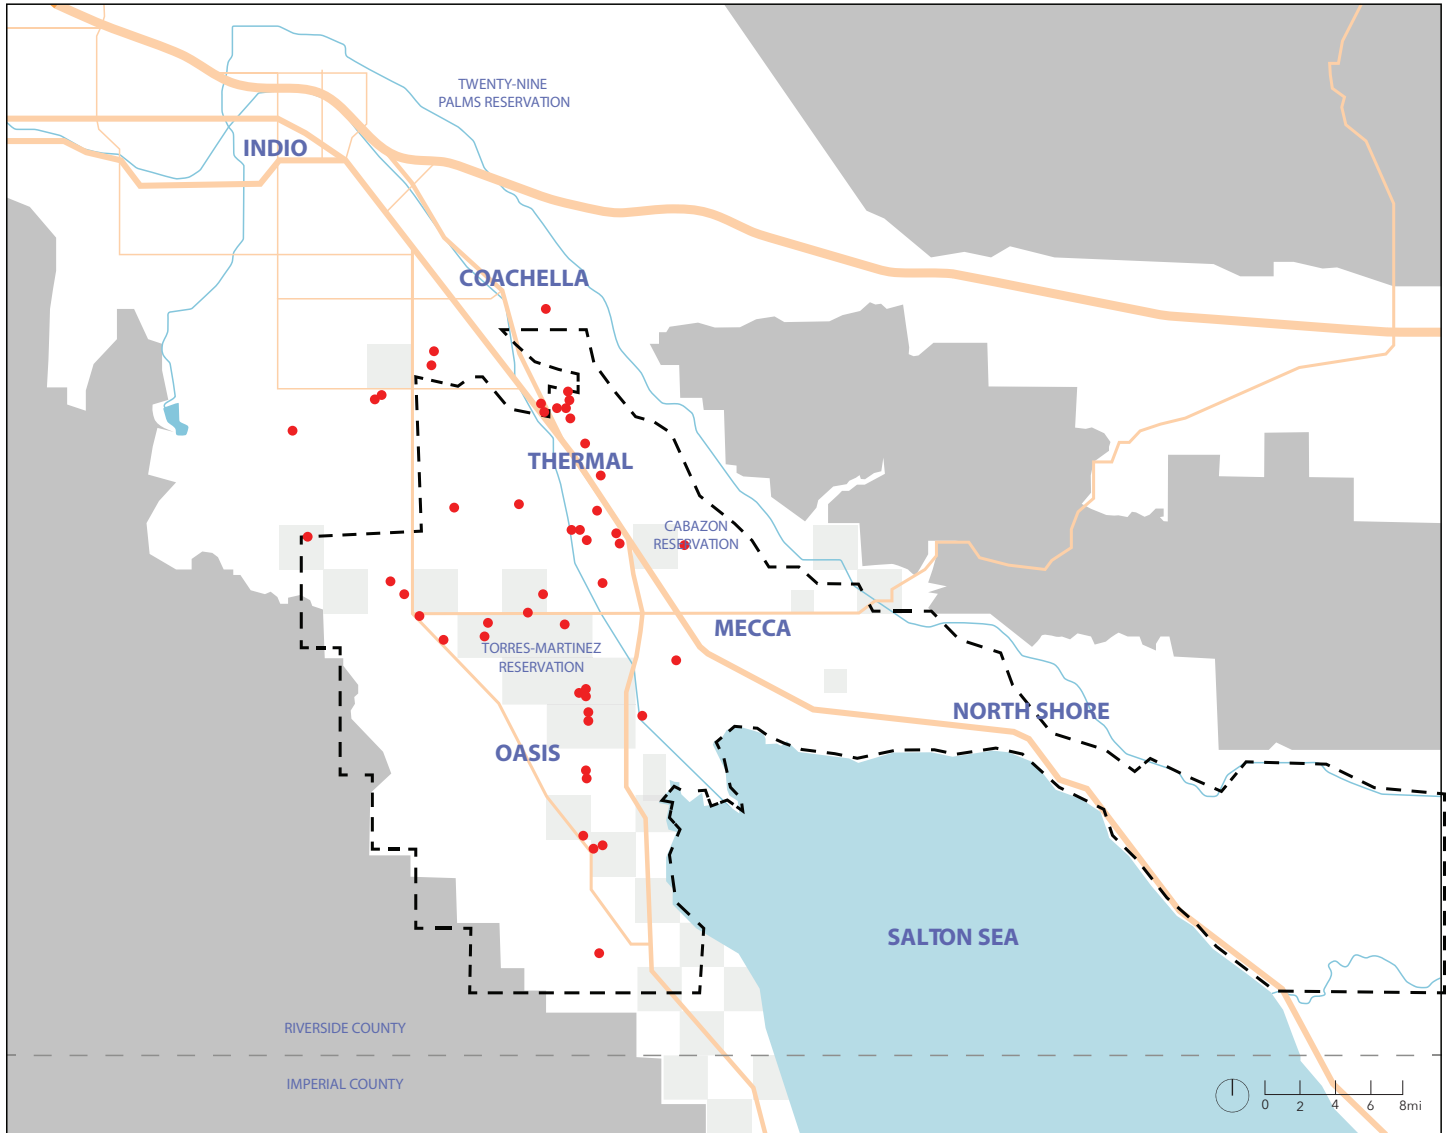 TWENTY-NINE
PALMS RESERVATION
INDIO
COACHELLA
THERMAL
CABAZON
RESERVATION
MECCA
TORRES-MARTINEZ
RESERVATION
NORTH SHORE
OASIS
SALTON SEA
RIVERSIDE COUNTY
IMPERIAL COUNTY
0 2 4 6 8mi